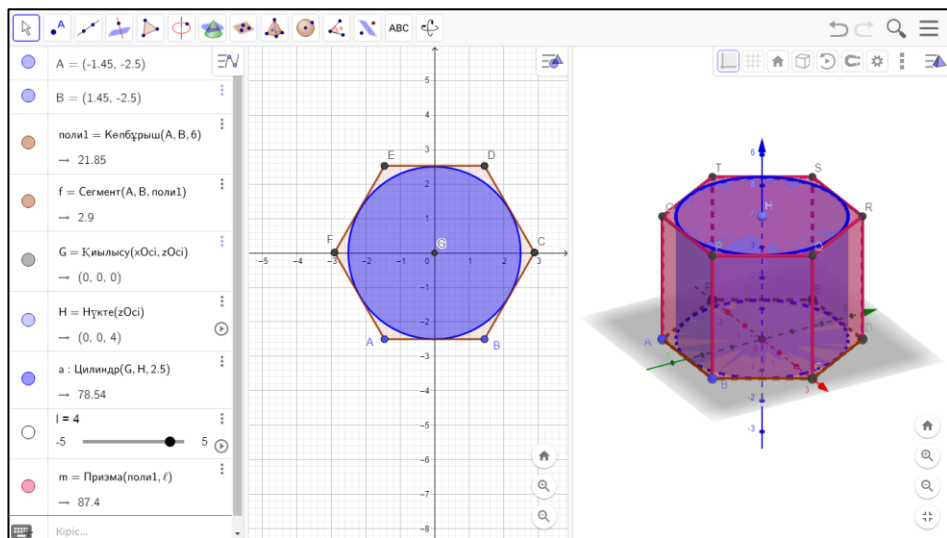 ABC
A = (-1.45, -2.5)
B = (1.45, -2.5)
поли1 = Көпбұрыш(A, B, 6)
→ 21.85
f = Сегмент(A, B, поли1)
→ 2.9
G = Қиылысу(xOci, zOci)
→ (0, 0, 0)
H = Нүкте(zOci)
→ (0, 0, 4)
a : Цилиндр(G, H, 2.5)
→ 78.54
l = 4
-5 5
m = Призма(поли1, ℓ)
→ 87.4
Кіріс...
5
4
3
E D
2
1
F G C
-5 -4 -3 -2 -1 0 1 2 3 4 5
-1
-2
A B
-3
-4
-5
-6
-7
-8
6
T S
H R
Q
A
B
-2
-3
3